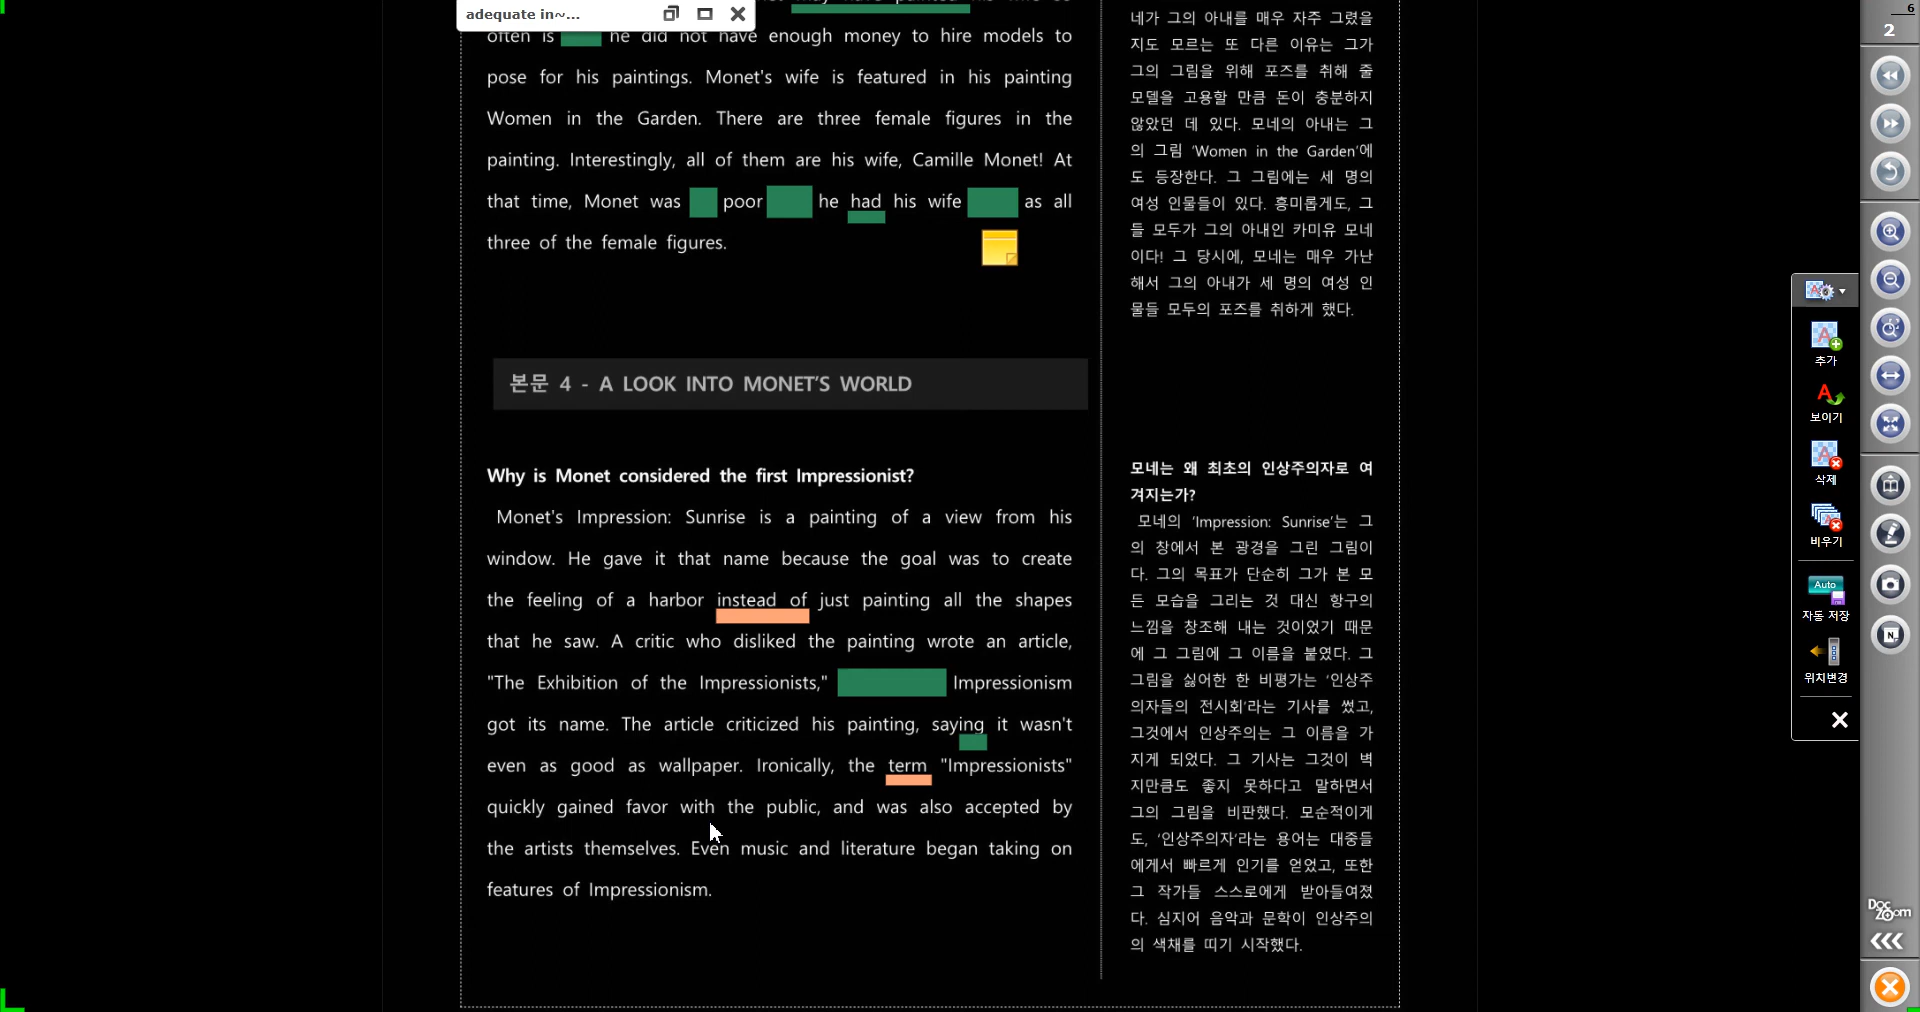 adequate in~...
may have painted his wife so
often is he did not have enough money to hire models to
pose for his paintings. Monet's wife is featured in his painting
Women in the Garden. There are three female figures in the
painting. Interestingly, all of them are his wife, Camille Monet! At
that time, Monet was poor he had his wife as all
three of the female figures.
본문 4 - A LOOK INTO MONET'S WORLD
Why is Monet considered the first Impressionist?
Monet's Impression: Sunrise is a painting of a view from his
window. He gave it that name because the goal was to create
the feeling of a harbor instead of just painting all the shapes
that he saw. A critic who disliked the painting wrote an article,
"The Exhibition of the Impressionists," Impressionism
got its name. The article criticized his painting, saying it wasn't
even as good as wallpaper. Ironically, the term "Impressionists"
quickly gained favor with the public, and was also accepted by
the artists themselves. Even music and literature began taking on
features of Impressionism.
네가 그의 아내를 매우 자주 그렸을
지도 모르는 또 다른 이유는 그가
그의 그림을 위해 포즈를 취해 줄
모델을 고용할 만큼 돈이 충분하지
않았던 데 있다. 모네의 아내는 그
의 그림 'Women in the Garden'에
도 등장한다. 그 그림에는 세 명의
여성 인물들이 있다. 흥미롭게도, 그
들 모두가 그의 아내인 카미유 모네
이다! 그 당시에, 모네는 매우 가난
해서 그의 아내가 세 명의 여성 인
물들 모두의 포즈를 취하게 했다.
모네는 왜 최초의 인상주의자로 여
겨지는가?
모네의 'Impression: Sunrise'는 그
의 창에서 본 광경을 그린 그림이
다. 그의 목표가 단순히 그가 본 모
든 모습을 그리는 것 대신 항구의
느낌을 창조해 내는 것이었기 때문
에 그 그림에 그 이름을 붙였다. 그
그림을 싫어한 한 비평가는 '인상주
의자들의 전시회'라는 기사를 썼고,
그것에서 인상주의는 그 이름을 가
지게 되었다. 그 기사는 그것이 벽
지만큼도 좋지 못하다고 말하면서
그의 그림을 비판했다. 모순적이게
도, '인상주의자'라는 용어는 대중들
에게서 빠르게 인기를 얻었고, 또한
그 작가들 스스로에게 받아들여졌
다. 심지어 음악과 문학이 인상주의
의 색채를 띠기 시작했다.
추가
보이기
삭제
비우기
Auto
자동 저장
위치변경
6
2
N
Doc
Zoom